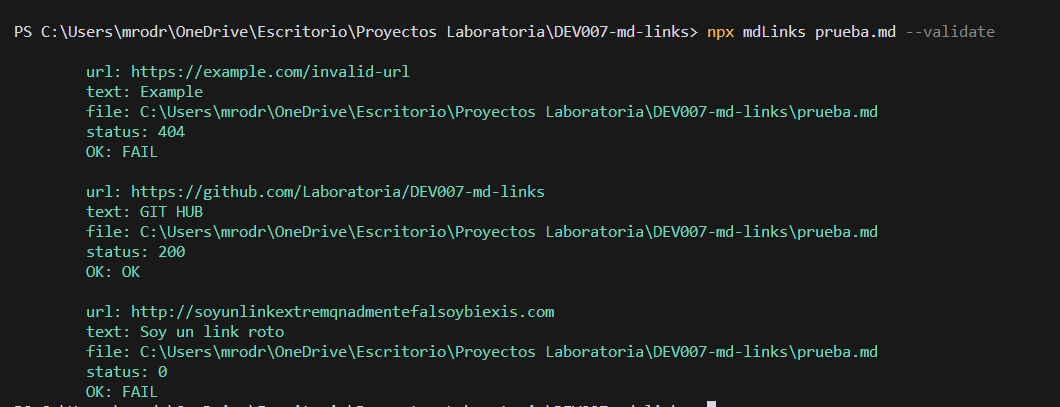 PS C:\Users\mrodr\OneDrive\Escritorio\Proyectos Laboratoria\DEV007-md-links> npx mdLinks prueba.md --validate
url: https://example.com/invalid-url
text: Example
file: C:\Users\mrodr\OneDrive\Escritorio\Proyectos Laboratoria\DEV007-md-links\prueba.md
status: 404
OK: FAIL
url: https://github.com/Laboratoria/DEV007-md-links
text: GIT HUB
file: C:\Users\mrodr\OneDrive\Escritorio\Proyectos Laboratoria\DEV007-md-links\prueba.md
status: 200
OK: OK
url: http://soyunlinkextremqnadmentefalsoybiexis.com
text: Soy un link roto
file: C:\Users\mrodr\OneDrive\Escritorio\Proyectos Laboratoria\DEV007-md-links\prueba.md
status: 0
OK: FAIL